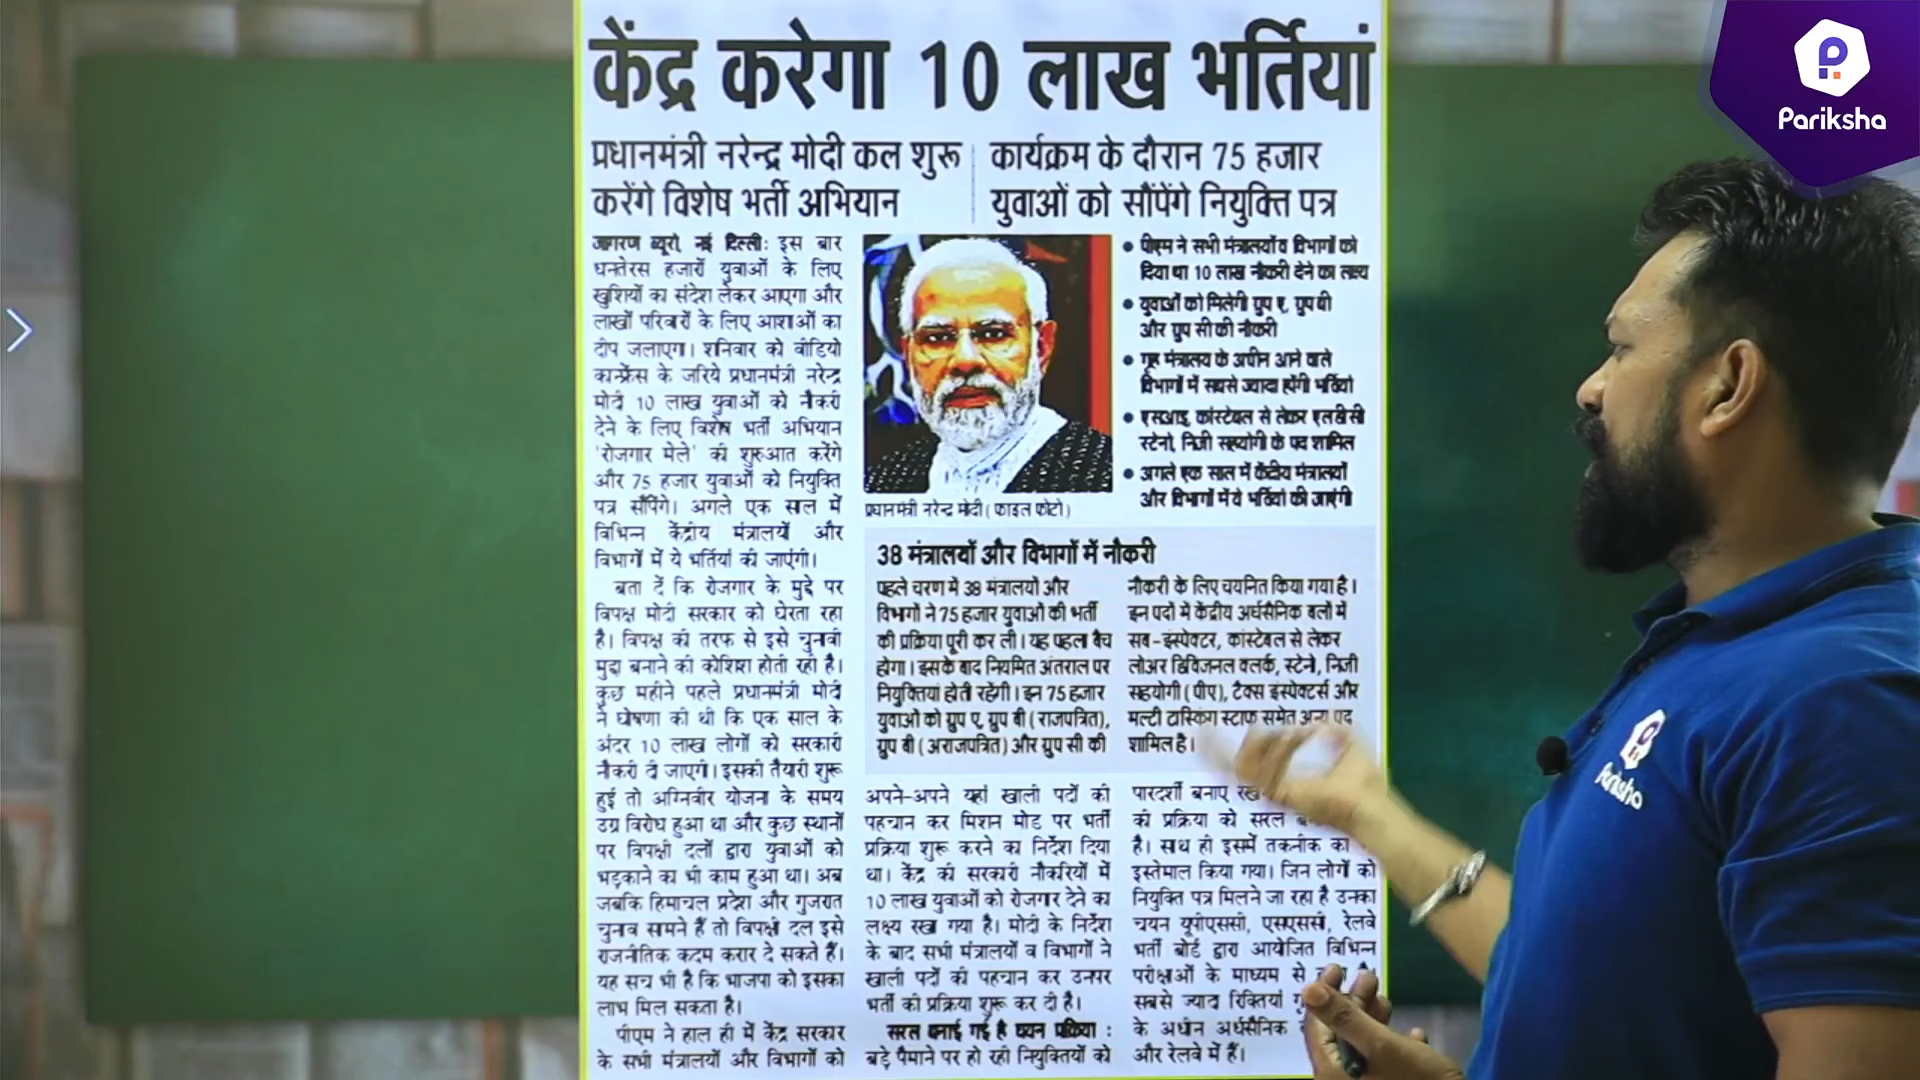 केंद्र करेगा 10 लाख भर्तियां
प्रधानमंत्री नरेन्द्र मोदी कल शुरू
करेंगे विशेष भर्ती अभियान
कार्यक्रम के दौरान 75 हजार
युवाओं को सौंपेंगे नियुक्ति पत्र
जागरण ब्यूरो, नई दिल्ली: इस बार
धनतेरस हजारों युवाओं के लिए
खुशियों का संदेश लेकर आएगा और
लाखों परिवारों के लिए आशाओं का
दीप जलाएगा। शनिवार को वीडियो
कान्फ्रेंस के जरिये प्रधानमंत्री नरेन्द्र
मोदी 10 लाख युवाओं को नौकरी
देने के लिए विशेष भर्ती अभियान
'रोजगार मेले' की शुरुआत करेंगे
और 75 हजार युवाओं को नियुक्ति
पत्र सौंपेंगे। अगले एक साल में
विभिन्न केंद्रीय मंत्रालयों और
विभागों में ये भर्तियां की जाएंगी।
बता दें कि रोजगार के मुद्दे पर
विपक्ष मोदी सरकार को घेरता रहा
है। विपक्ष की तरफ से इसे चुनावी
मुद्दा बनाने की कोशिश होती रही है।
कुछ महीने पहले प्रधानमंत्री मोदी
ने घोषणा की थी कि एक साल के
अंदर 10 लाख लोगों को सरकारी
नौकरी दी जाएगी। इसकी तैयारी शुरू
हुई तो अग्निवीर योजना के समय
उग्र विरोध हुआ था और कुछ स्थानों
पर विपक्षी दलों द्वारा युवाओं को
भड़काने का भी काम हुआ था। अब
जबकि हिमाचल प्रदेश और गुजरात
चुनाव सामने हैं तो विपक्षी दल इसे
राजनीतिक कदम करार दे सकते हैं।
यह सच भी है कि भाजपा को इसका
लाभ मिल सकता है।
पीएम ने हाल ही में केंद्र सरकार
के सभी मंत्रालयों और विभागों को
प्रधानमंत्री नरेन्द्र मोदी (फाइल फोटो)
● पीएम ने सभी मंत्रालयों व विभागों को
दिया था 10 लाख नौकरी देने का लक्ष्य
● युवाओं को मिलेगी ग्रुप ए, ग्रुप बी
और ग्रुप सी की नौकरी
● गृह मंत्रालय के अधीन आने वाले
विभागों में सबसे ज्यादा होंगी भर्तियां
● एसआइ, कांस्टेबल से लेकर एलडीसी
स्टेनो, निजी सहयोगी के पद शामिल
● अगले एक साल में केंद्रीय मंत्रालयों
और विभागों में ये भर्तियां की जाएंगी
38 मंत्रालयों और विभागों में नौकरी
पहले चरण में 38 मंत्रालयों और
विभागों ने 75 हजार युवाओं की भर्ती
की प्रक्रिया पूरी कर ली। यह पहला बैच
होगा। इसके बाद नियमित अंतराल पर
नियुक्तियां होती रहेंगी। इन 75 हजार
युवाओं को ग्रुप ए, ग्रुप बी (राजपत्रित),
ग्रुप बी (अराजपत्रित) और ग्रुप सी की
नौकरी के लिए चयनित किया गया है।
इन पदों में केंद्रीय अर्धसैनिक बलों में
सब-इंस्पेक्टर, कांस्टेबल से लेकर
लोअर डिविजनल क्लर्क, स्टेनो, निजी
सहयोगी (पीए), टैक्स इंस्पेक्टर्स और
मल्टी टास्किंग स्टाफ समेत अन्य पद
शामिल है।
अपने-अपने यहां खाली पदों की
पहचान कर मिशन मोड पर भर्ती
प्रक्रिया शुरू करने का निर्देश दिया
था। केंद्र की सरकारी नौकरियों में
10 लाख युवाओं को रोजगार देने का
लक्ष्य रखा गया है। मोदी के निर्देश
के बाद सभी मंत्रालयों व विभागों ने
खाली पदों की पहचान कर उनपर
भर्ती की प्रक्रिया शुरू कर दी है।
सरल बनाई गई है चयन प्रक्रिया :
बड़े पैमाने पर हो रही नियुक्तियों को
पारदर्शी बनाए
की प्रक्रिया को सरल
है। साथ ही इसमें तकनीक का
इस्तेमाल किया गया। जिन लोगों को
नियुक्ति पत्र मिलने जा रहा है उनका
चयन यूपीएससी, एसएससी, रेलवे
भर्ती बोर्ड द्वारा आयोजित विभिन्न
परीक्षाओं के माध्यम से
सबसे ज्यादा रिक्तियां
के अधीन अर्धसैनिक
और रेलवे में हैं।
Pariksha
Pariksha